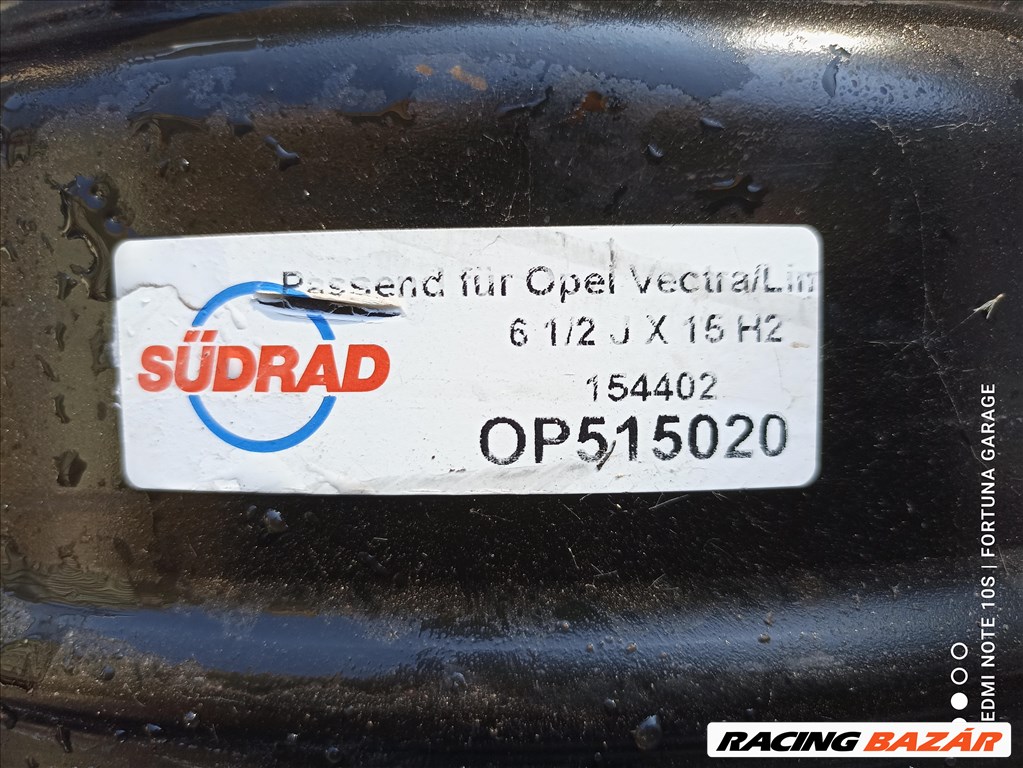 Passend für Opel Vectra/Lim
6 1/2 J X 15 H2
SÜDRAD
154402
OP515020
EDMI NOTE 10S | FORTUNA GARAGE
RACING BAZÁR